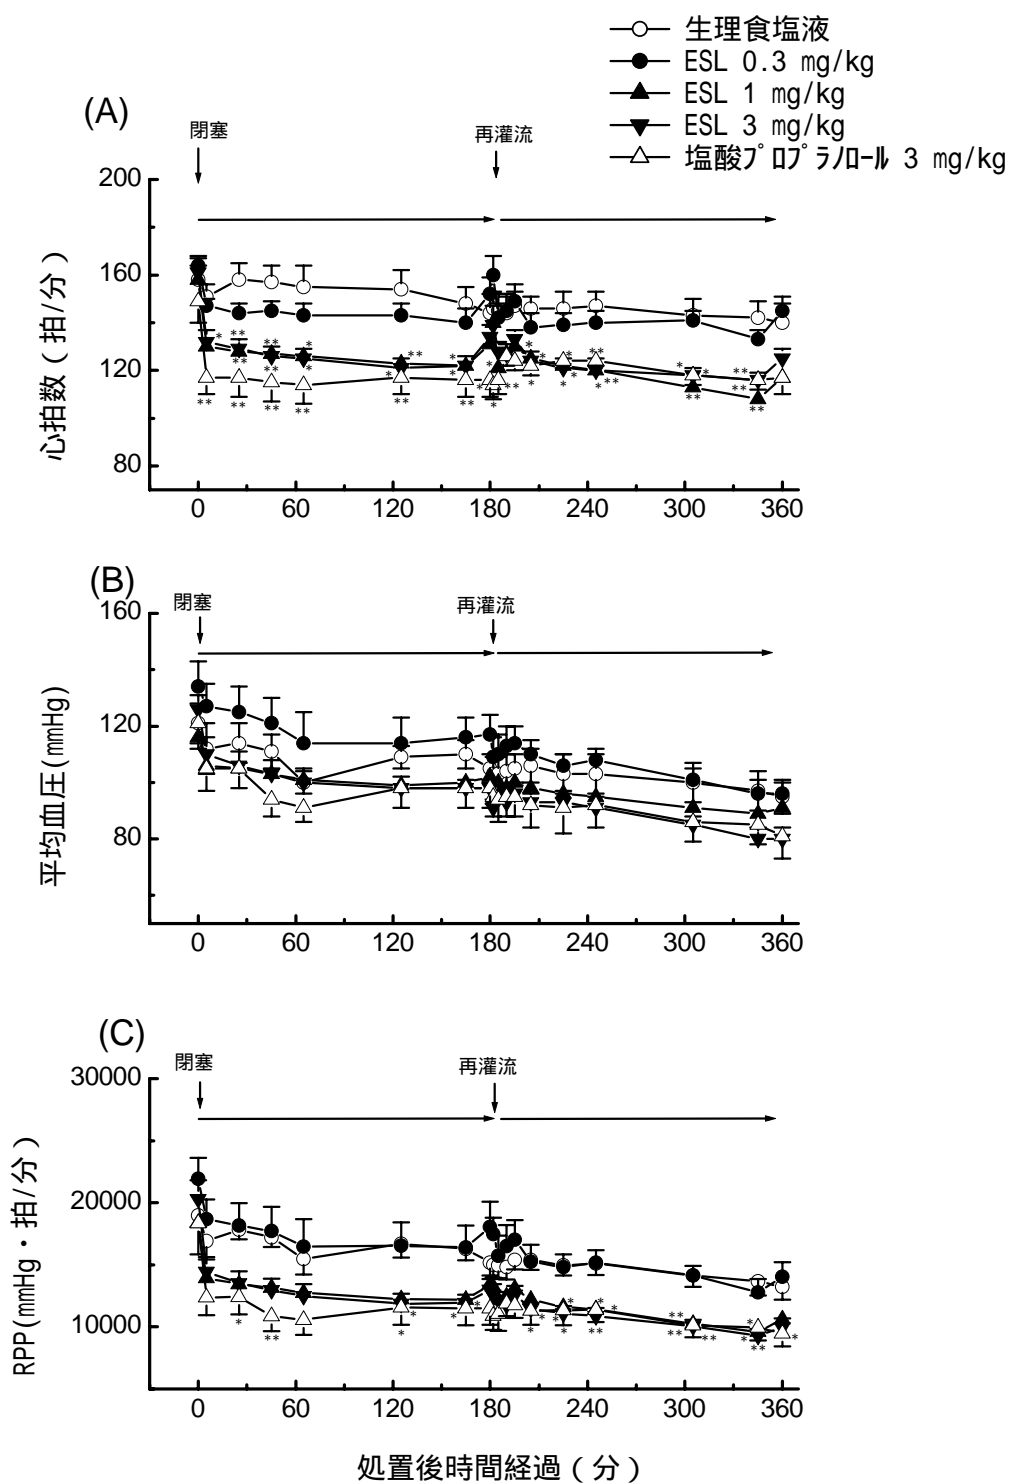 生理食塩液
ESL 0.3 mg/kg
ESL 1 mg/kg
ESL 3 mg/kg
塩酸ﾌﾟﾛﾌﾟﾗﾉﾛｰﾙ 3 mg/kg
(A)
閉塞
再灌流
200
160
120
80
心拍数（拍/分）
0 60 120 180 240 300 360
(B)
閉塞
再灌流
160
120
80
平均血圧(mmHg)
0 60 120 180 240 300 360
(C)
閉塞
再灌流
30000
20000
10000
RPP(mmHg・拍/分)
0 60 120 180 240 300 360
処置後時間経過（分）